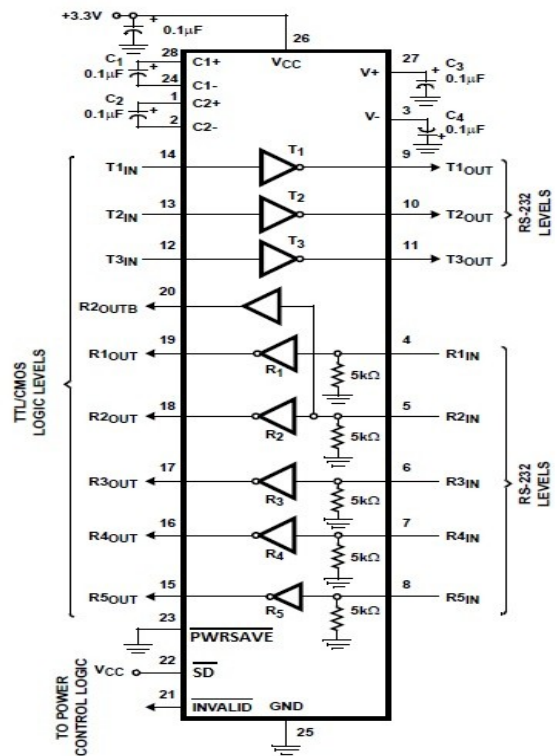 +3.3V
0.1µF
26
VCC
28
C1+
C1
0.1µF
24
C1-
C2
0.1µF
1
C2+
2
C2-
27
V+
C3
0.1µF
3
V-
C4
0.1µF
T1IN
14
T1
9
T1OUT
T2IN
13
T2
10
T2OUT
T3IN
12
T3
11
T3OUT
RS-232
LEVELS
R2OUTB
20
R1OUT
19
R1
5kΩ
4
R1IN
R2OUT
18
R2
5kΩ
5
R2IN
R3OUT
17
R3
5kΩ
6
R3IN
R4OUT
16
R4
5kΩ
7
R4IN
R5OUT
15
R5
5kΩ
8
R5IN
RS-232
LEVELS
TTL/CMOS
LOGIC LEVELS
23
PWRSAVE
VCC
22
SD
21
INVALID
GND
25
TO POWER
CONTROL LOGIC